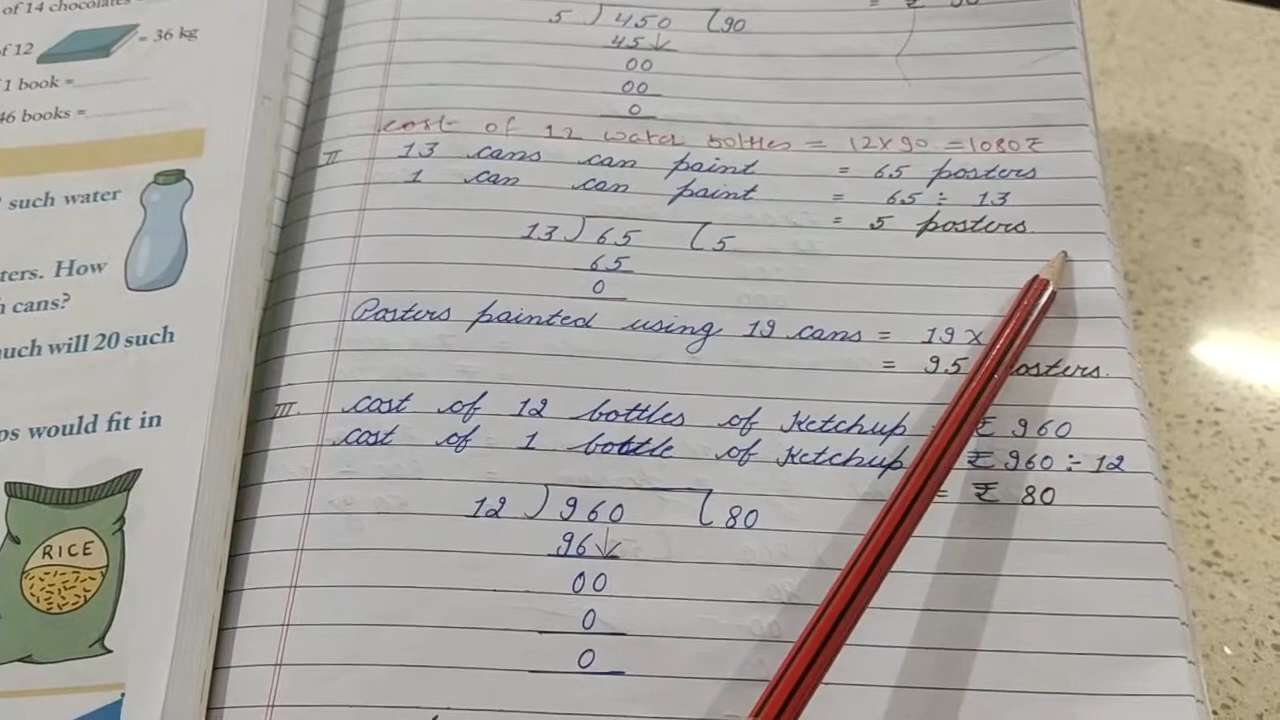 of 14 chocolates
of 12 = 36 kg
1 book =
46 books =
such water
ters. How
cans?
uch will 20 such
os would fit in
RICE
5 ) 450 ( 90
45↓
00
00
0
cost of 12 water bottles = 12×90 = 1080₹
II 13 cans can paint = 65 posters
1 can can paint = 65 ÷ 13
= 5 posters
13 ) 65 ( 5
65
0
Posters painted using 19 cans = 19 ×
= 95 osters.
III. cost of 12 bottles of Ketchup ₹ 960
cost of 1 bottle of Ketchup ₹ 960 ÷ 12
= ₹ 80
12 ) 960 ( 80
96↓
00
0
0